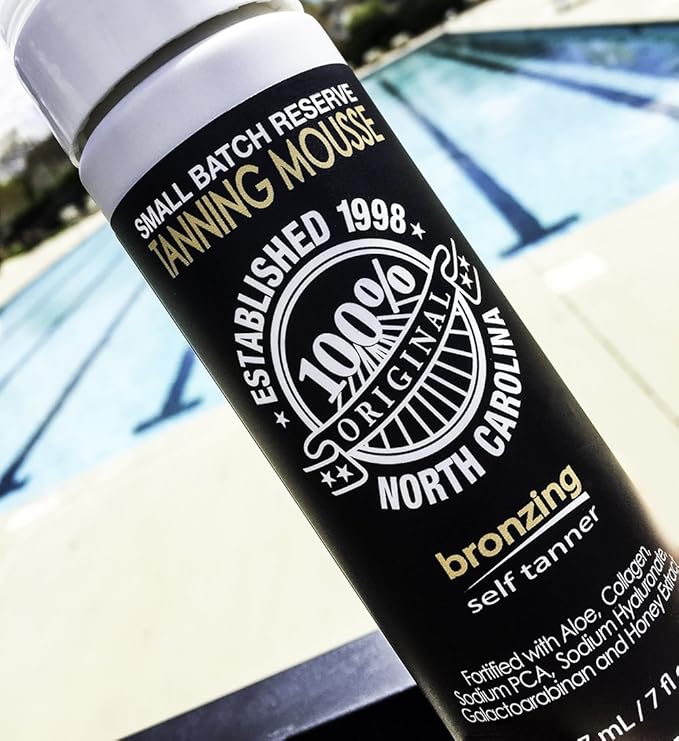 SMALL BATCH RESERVE
TANNING MOUSSE
ESTABLISHED 1998
100%
ORIGINAL
NORTH CAROLINA
bronzing
self tanner
Fortified with Aloe, Collagen,
Sodium PCA, Sodium Hyaluronate,
Galactoarabinan and Honey Extract
7 mL / 7 fl